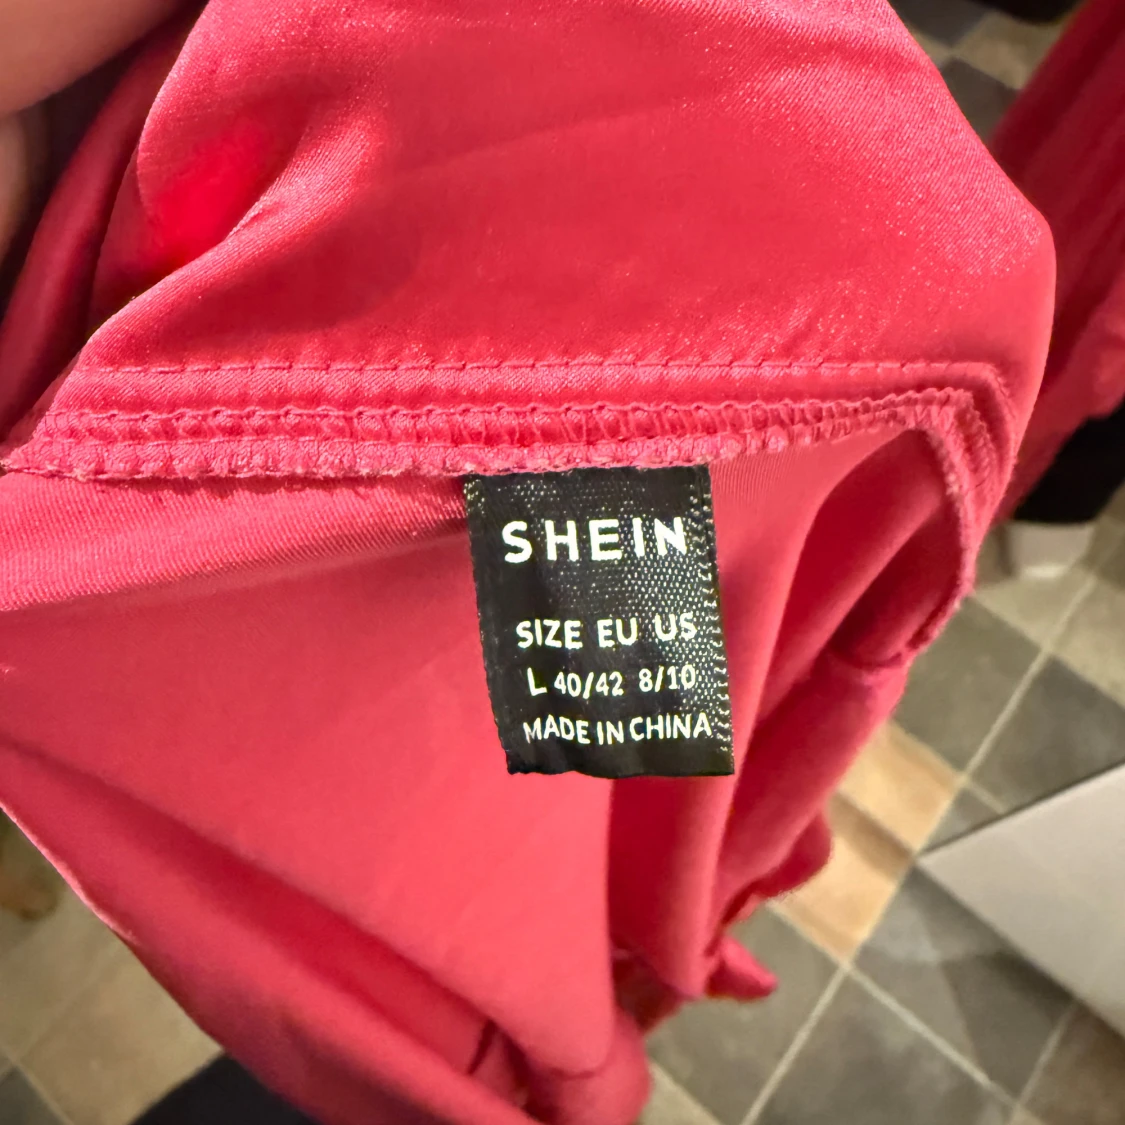 SHEIN
SIZE EU US
L 40/42 8/10
MADE IN CHINA